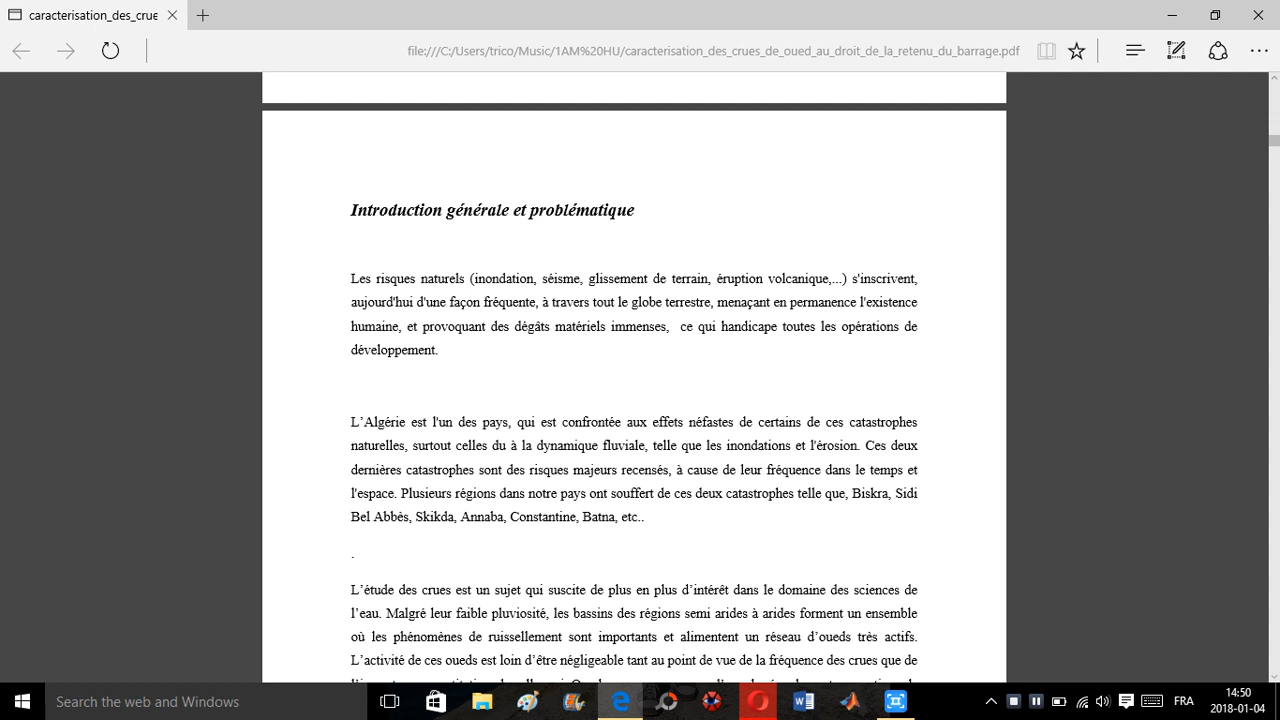 caracterisation_des_crue
file:///C:/Users/trico/Music/1AM%20HU/caracterisation_des_crues_de_oued_au_droit_de_la_retenu_du_barrage.pdf
Introduction générale et problématique
Les risques naturels (inondation, séisme, glissement de terrain, éruption volcanique,...) s'inscrivent,
aujourd'hui d'une façon fréquente, à travers tout le globe terrestre, menaçant en permanence l'existence
humaine, et provoquant des dégâts matériels immenses, ce qui handicape toutes les opérations de
développement.
L’Algérie est l'un des pays, qui est confrontée aux effets néfastes de certains de ces catastrophes
naturelles, surtout celles du à la dynamique fluviale, telle que les inondations et l'érosion. Ces deux
dernières catastrophes sont des risques majeurs recensés, à cause de leur fréquence dans le temps et
l'espace. Plusieurs régions dans notre pays ont souffert de ces deux catastrophes telle que, Biskra, Sidi
Bel Abbès, Skikda, Annaba, Constantine, Batna, etc..
.
L’étude des crues est un sujet qui suscite de plus en plus d’intérêt dans le domaine des sciences de
l’eau. Malgré leur faible pluviosité, les bassins des régions semi arides à arides forment un ensemble
où les phénomènes de ruissellement sont importants et alimentent un réseau d’oueds très actifs.
L’activité de ces oueds est loin d’être négligeable tant au point de vue de la fréquence des crues que de
Search the web and Windows
FRA
14:50
2018-01-04